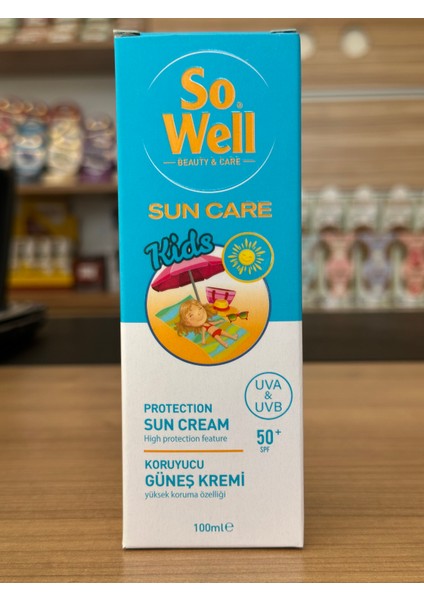 So
Well
BEAUTY & CARE
SUN CARE
Kids
UVA
&
UVB
PROTECTION
SUN CREAM
High protection feature
50+
SPF
KORUYUCU
GÜNEŞ KREMİ
yüksek koruma özelliği
100ml℮